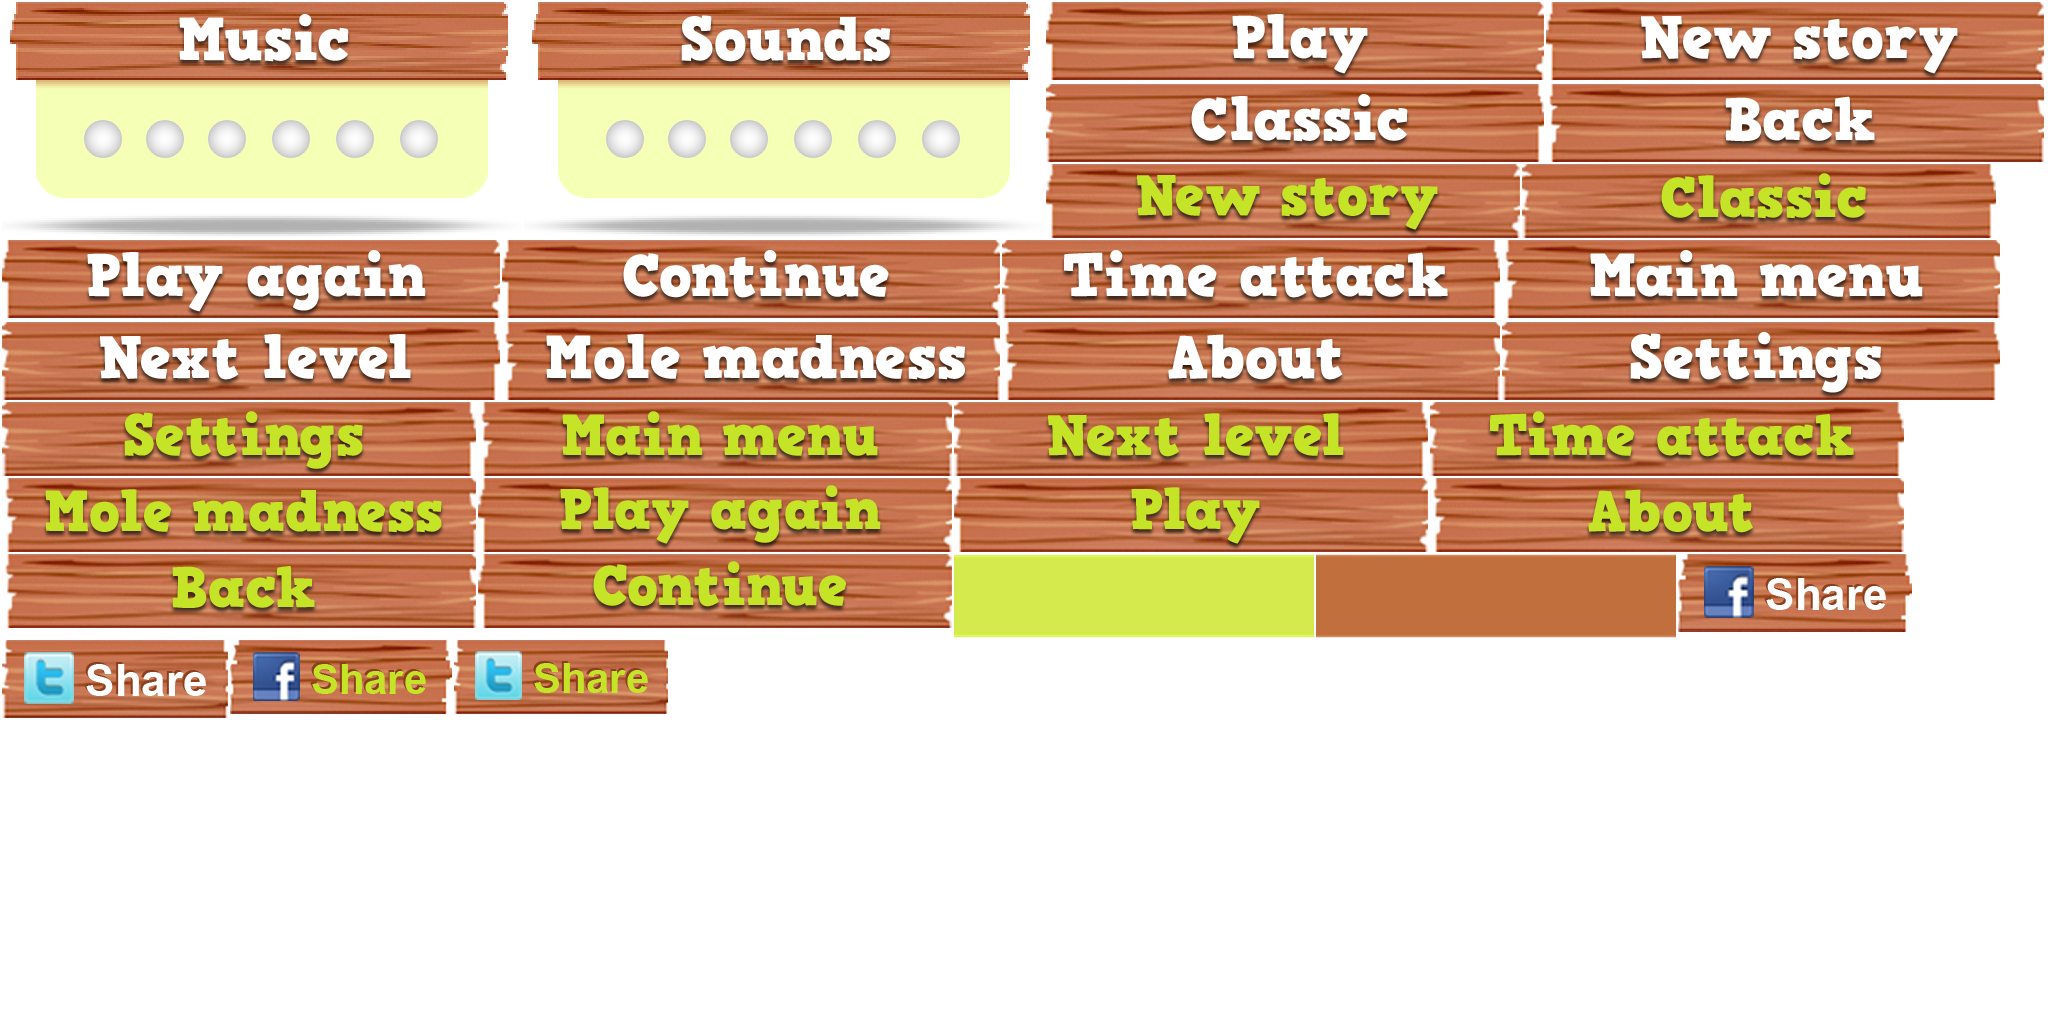 Music Sounds Play New story
Classic Back
New story Classic
Play again Continue Time attack Main menu
Next level Mole madness About Settings
Settings Main menu Next level Time attack
Mole madness Play again Play About
Back Continue f Share
t Share f Share t Share